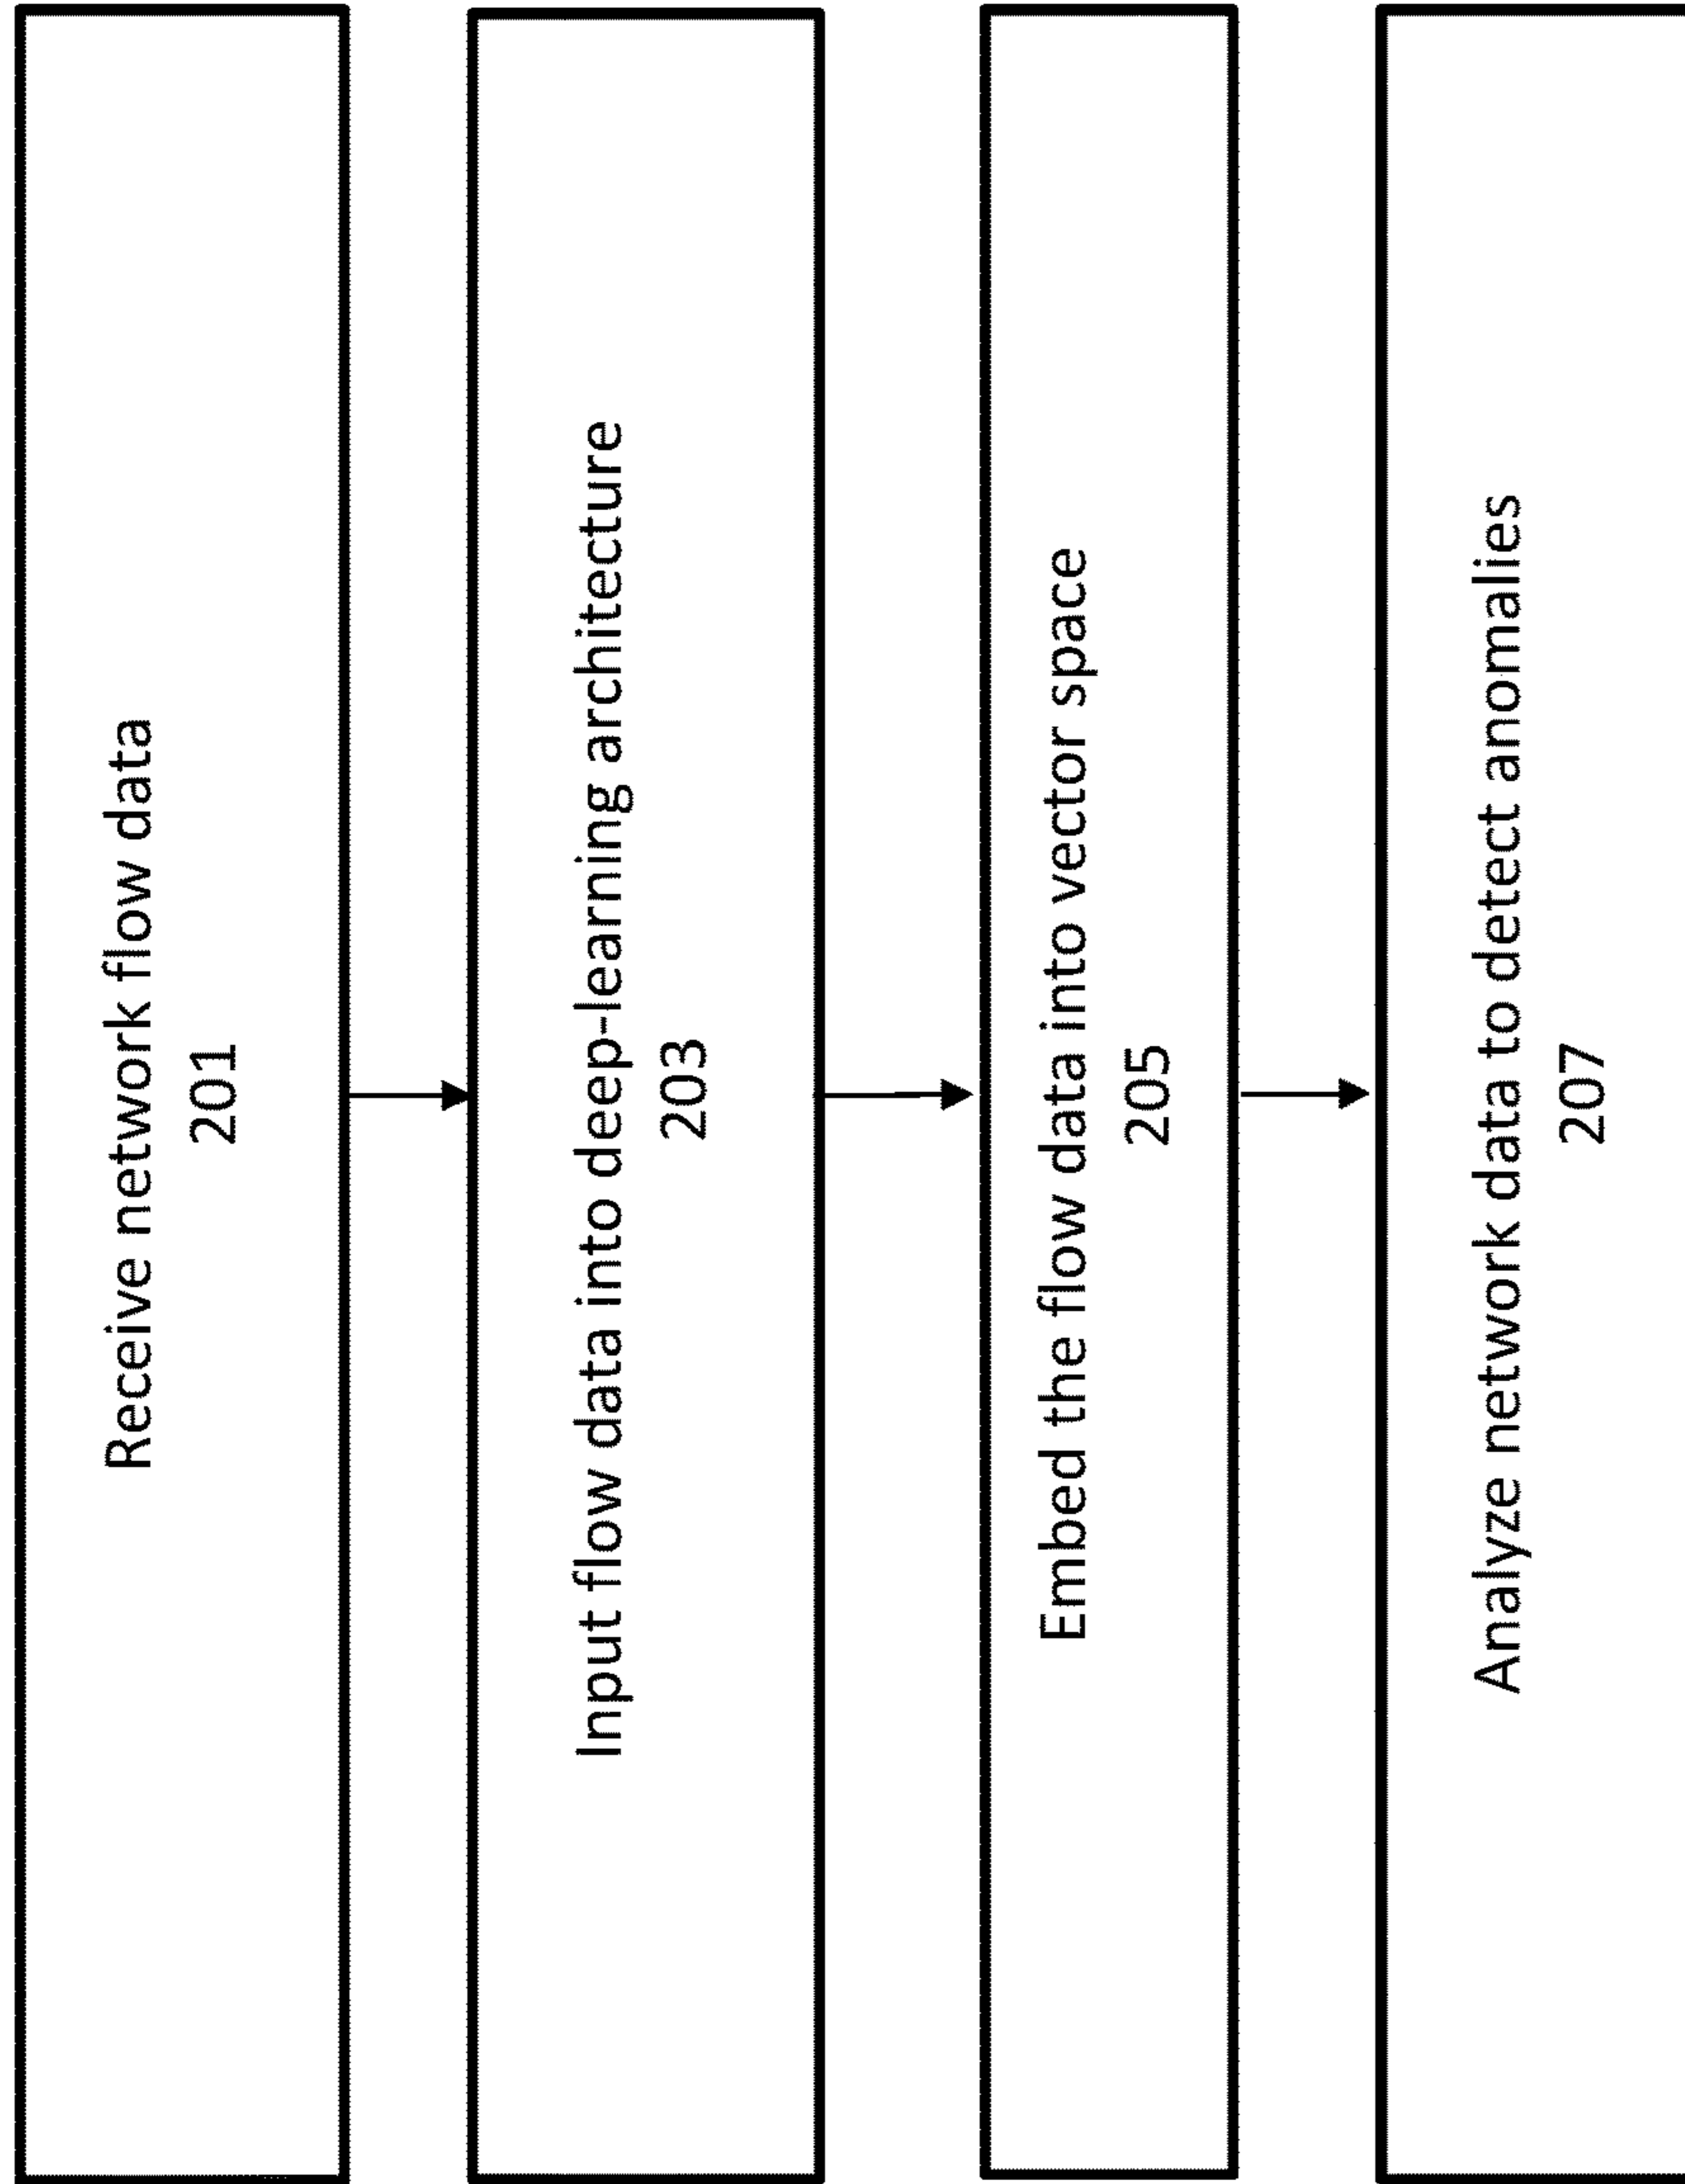 Receive network flow data
201
Input flow data into deep-learning architecture
203
Embed the flow data into vector space
205
Analyze network data to detect anomalies
207